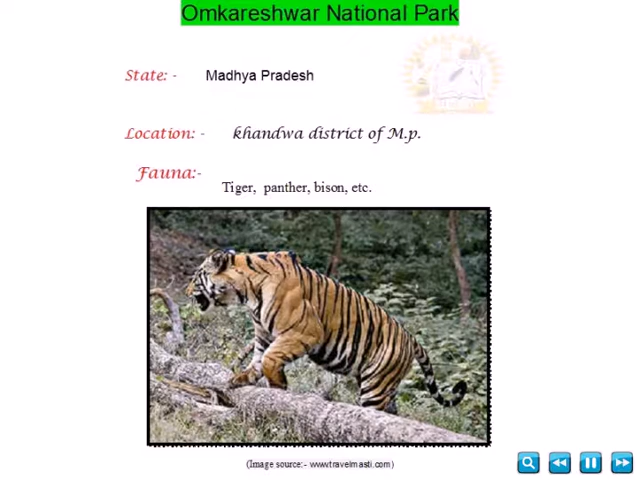 Omkareshwar National Park
State: - Madhya Pradesh
Location: - khandwa district of M.p.
Fauna:-
Tiger, panther, bison, etc.
(Image source:- www.travelmasti.com)